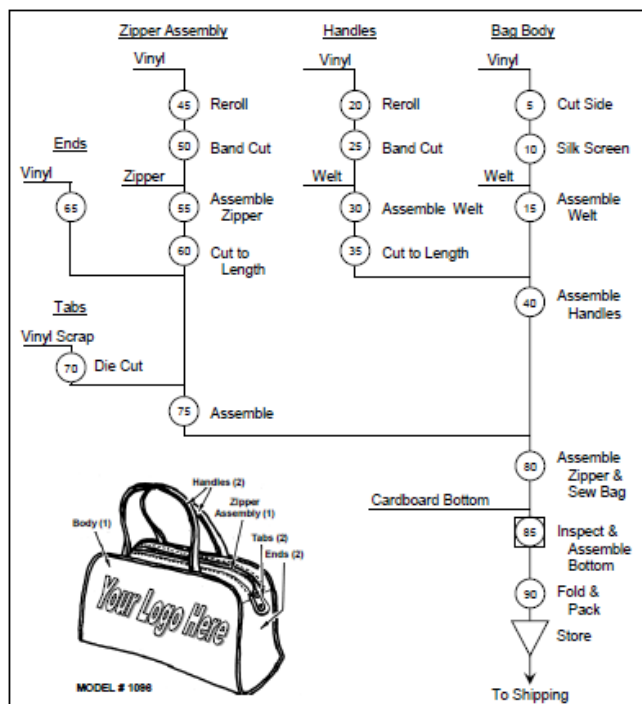 Zipper Assembly
Handles
Bag Body
Vinyl
Vinyl
Vinyl
45 Reroll
20 Reroll
5 Cut Side
Ends
50 Band Cut
25 Band Cut
10 Silk Screen
Vinyl
Zipper
Welt
Welt
65
55 Assemble
Zipper
30 Assemble Welt
15 Assemble
Welt
60 Cut to
Length
35 Cut to Length
40 Assemble
Handles
Tabs
Vinyl Scrap
70 Die Cut
75 Assemble
80 Assemble
Zipper &
Sew Bag
Cardboard Bottom
85 Inspect &
Assemble
Bottom
90 Fold &
Pack
Store
To Shipping
Handles (2)
Zipper
Assembly (1)
Body (1)
Tabs (2)
Ends (2)
Your Logo Here
MODEL # 1096